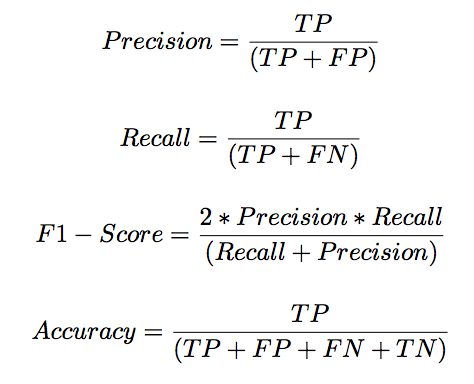 Precision = TP / (TP + FP)
Recall = TP / (TP + FN)
F1 − Score = 2 * Precision * Recall / (Recall + Precision)
Accuracy = TP / (TP + FP + FN + TN)